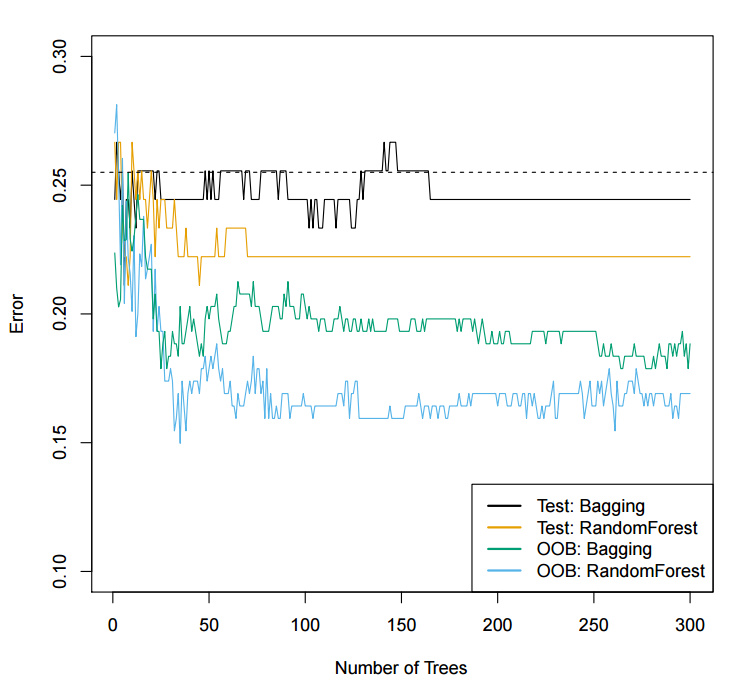 0.30
0.25
0.20
0.15
0.10
Error
0 50 100 150 200 250 300
Number of Trees
Test: Bagging
Test: RandomForest
OOB: Bagging
OOB: RandomForest